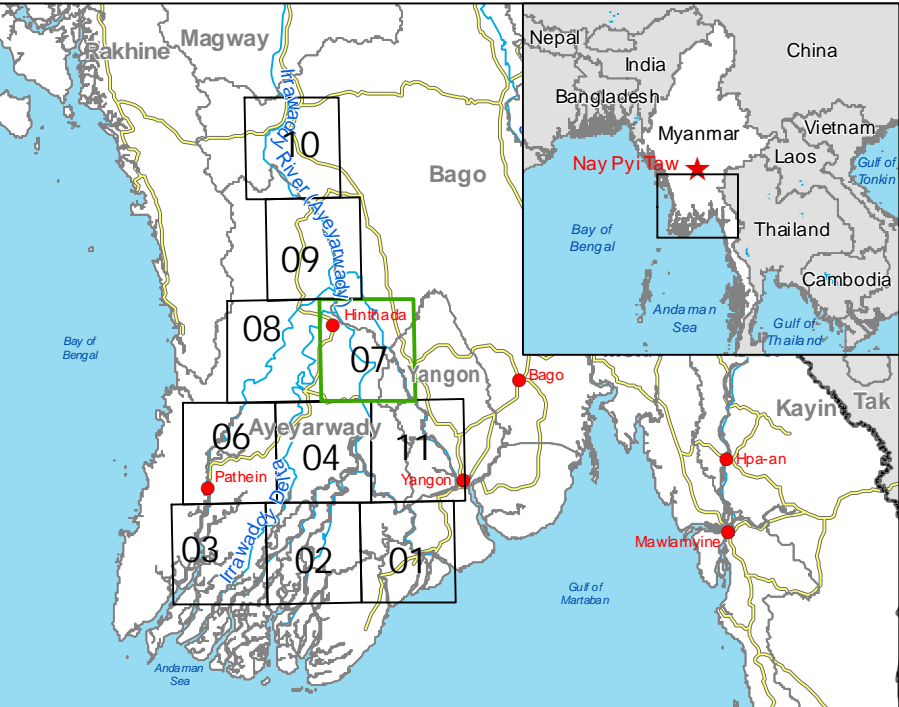 Rakhine
Magway
Irrawaddy River (Ayeyarwady)
10
Bago
09
08
Hinthada
07
Yangon
Bago
Bay of
Bengal
06
Ayeyarwady
04
11
Pathein
Yangon
Irrawaddy Delta
03
02
01
Andaman
Sea
Gulf of
Martaban
Kayin
Tak
Hpa-an
Mawlamyine
Nepal
India
China
Bangladesh
Myanmar
Vietnam
Nay Pyi Taw
Laos
Gulf of
Tonkin
Bay of
Bengal
Thailand
Cambodia
Andaman
Sea
Gulf of
Thailand